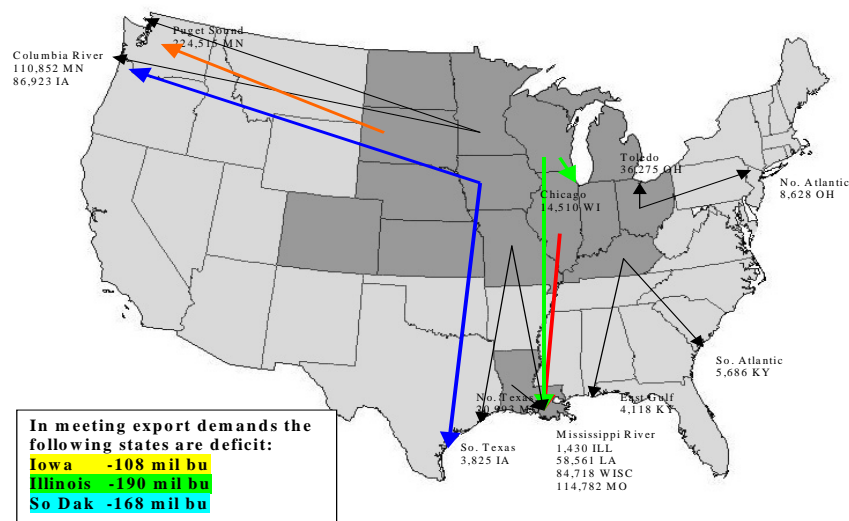 Puget Sound
224,515 MN
Columbia River
110,852 MN
86,923 IA
Toledo
36,275 OH
No. Atlantic
8,628 OH
Chicago
14,510 WI
So. Atlantic
5,686 KY
No. Texas
East Gulf
4,118 KY
Mississippi River
1,430 ILL
58,561 LA
84,718 WISC
114,782 MO
So. Texas
3,825 IA
In meeting export demands the
following states are deficit:
Iowa -108 mil bu
Illinois -190 mil bu
So Dak -168 mil bu